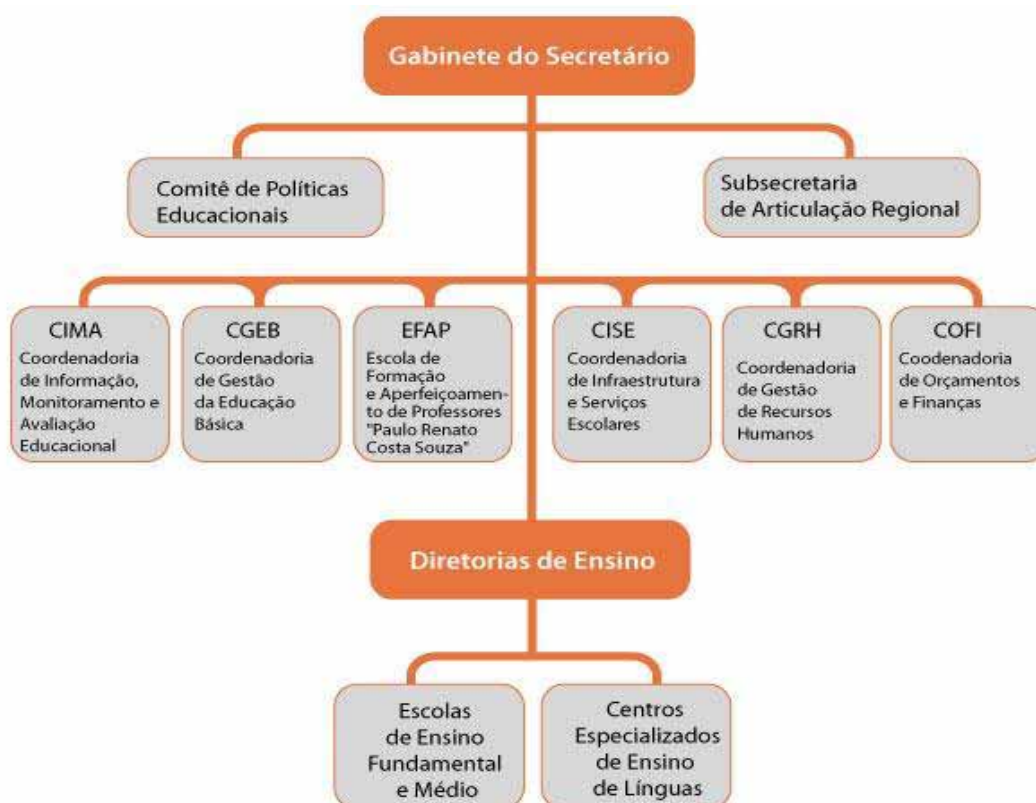 Gabinete do Secretário
Comitê de Políticas
Educacionais
Subsecretaria
de Articulação Regional
CIMA
Coordenadoria
de Informação,
Monitoramento e
Avaliação
Educacional
CGEB
Coordenadoria
de Gestão
da Educação
Básica
EFAP
Escola de
Formação
e Aperfeiçoamen-
to de Professores
"Paulo Renato
Costa Souza"
CISE
Coordenadoria
de Infraestrutura
e Serviços
Escolares
CGRH
Coordenadoria
de Gestão
de Recursos
Humanos
COFI
Coodenadoria
de Orçamentos
e Finanças
Diretorias de Ensino
Escolas
de Ensino
Fundamental
e Médio
Centros
Especializados
de Ensino
de Línguas